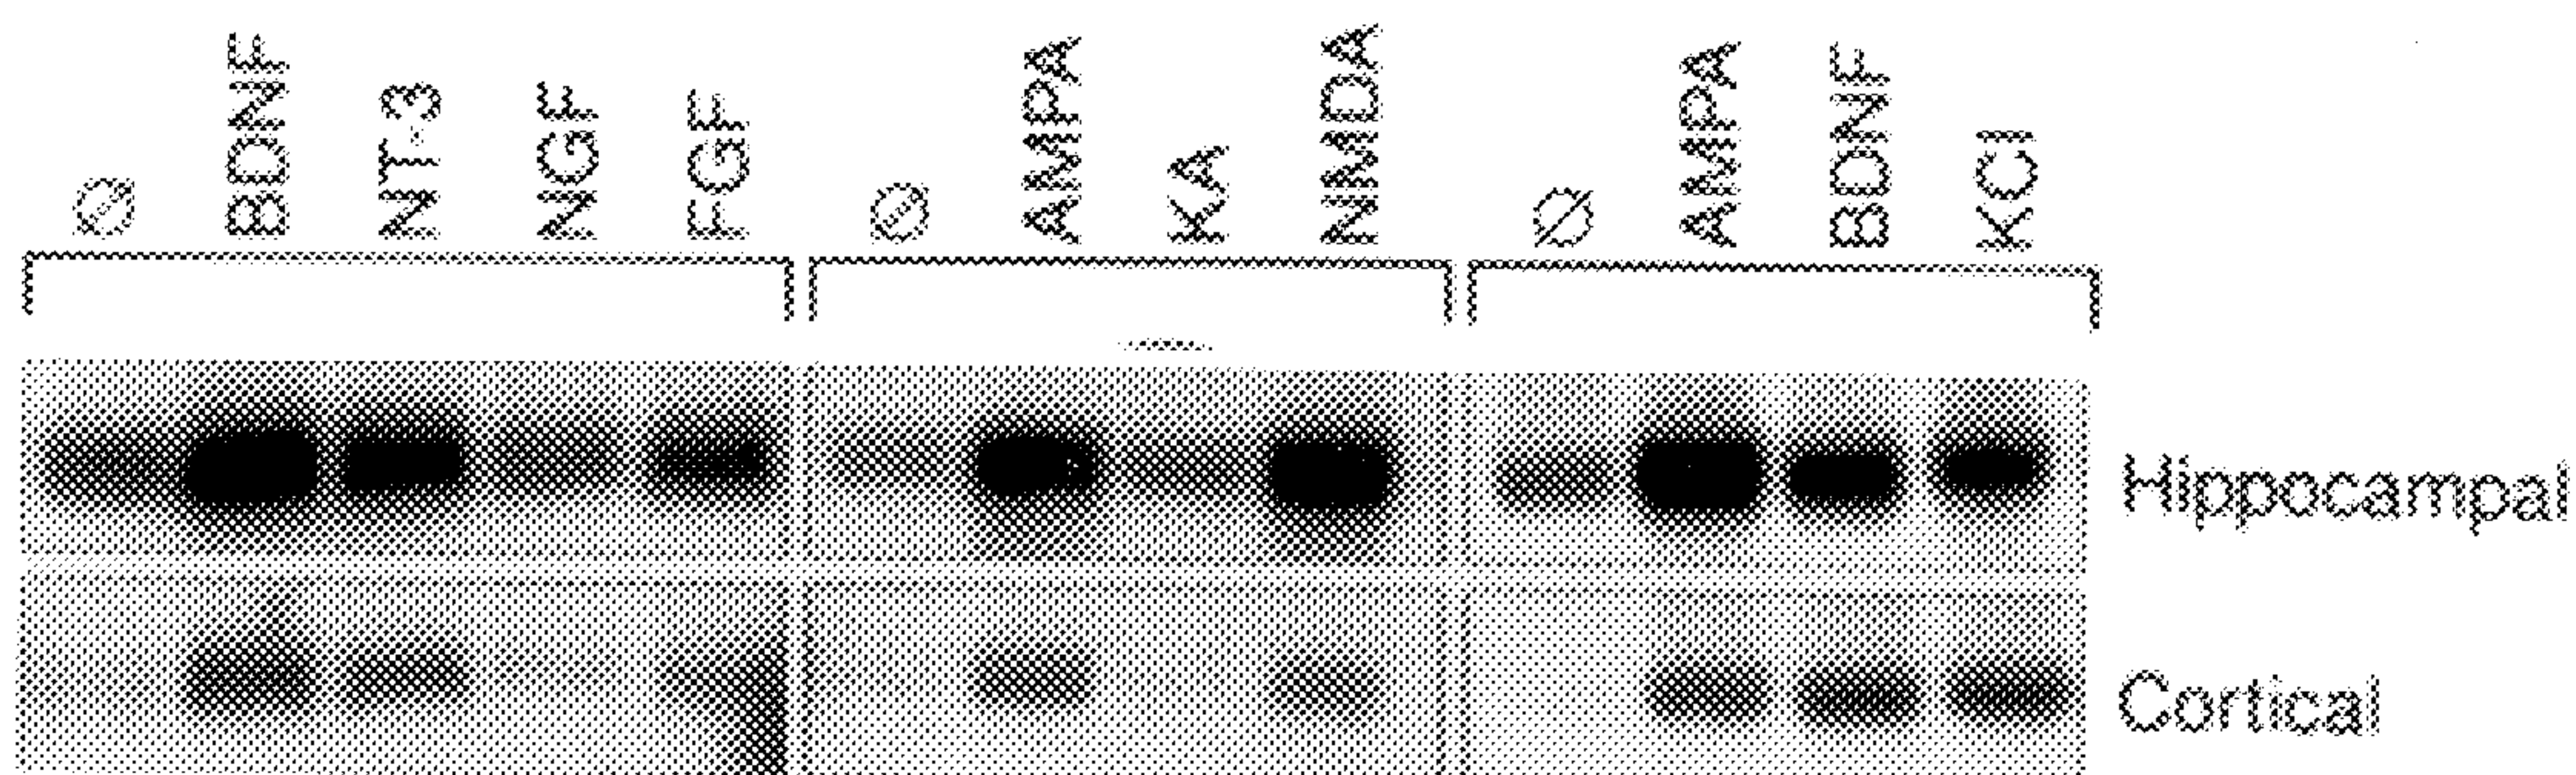 Ø BDNF NT-3 NGF FGF Ø AMPA KA NMDA Ø AMPA BDNF KCl
Hippocampal
Cortical